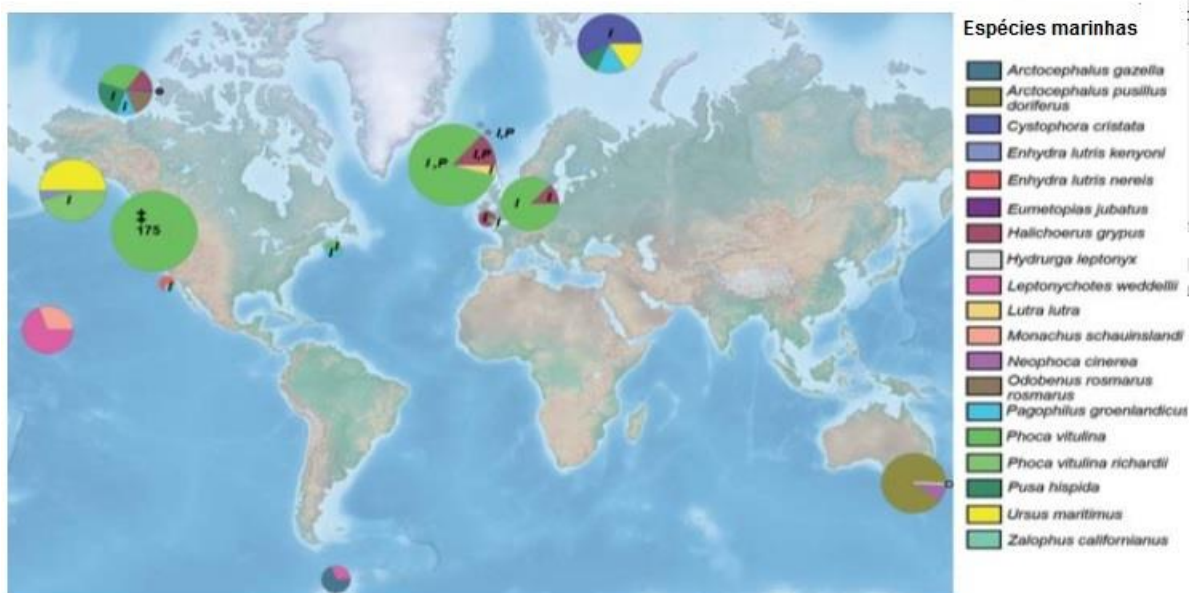 Espécies marinhas
Arctocephalus gazella
Arctocephalus pusillus
doriferus
Cystophora cristata
Enhydra lutris kenyoni
Enhydra lutris nereis
Eumetopias jubatus
Halichoerus grypus
Hydrurga leptonyx
Leptonychotes weddellii
Lutra lutra
Monachus schauinslandi
Neophoca cinerea
Odobenus rosmarus
rosmarus
Pagophilus groenlandicus
Phoca vitulina
Phoca vitulina richardii
Pusa hispida
Ursus maritimus
Zalophus californianus
I
I
I
I,P
I,P
I,P
I
I
I
I
I
I
‡
175
I
I